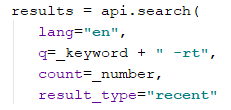 results = api.search(
lang="en",
q=_keyword + " -rt",
count=_number,
result_type="recent"